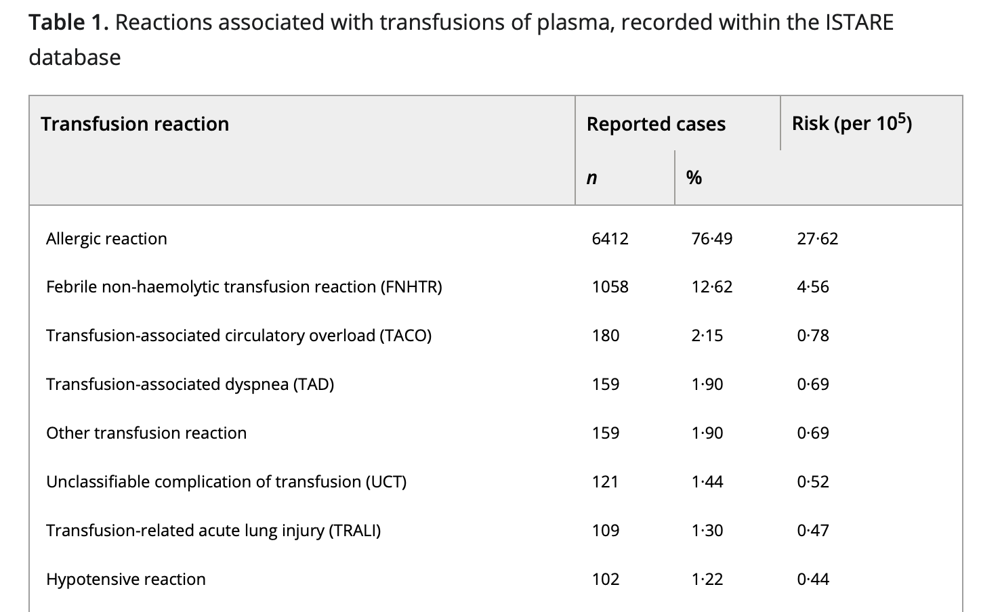 Table 1. Reactions associated with transfusions of plasma, recorded within the ISTARE
database
Transfusion reaction Reported cases Risk (per 10⁵)
n %
Allergic reaction 6412 76·49 27·62
Febrile non-haemolytic transfusion reaction (FNHTR) 1058 12·62 4·56
Transfusion-associated circulatory overload (TACO) 180 2·15 0·78
Transfusion-associated dyspnea (TAD) 159 1·90 0·69
Other transfusion reaction 159 1·90 0·69
Unclassifiable complication of transfusion (UCT) 121 1·44 0·52
Transfusion-related acute lung injury (TRALI) 109 1·30 0·47
Hypotensive reaction 102 1·22 0·44